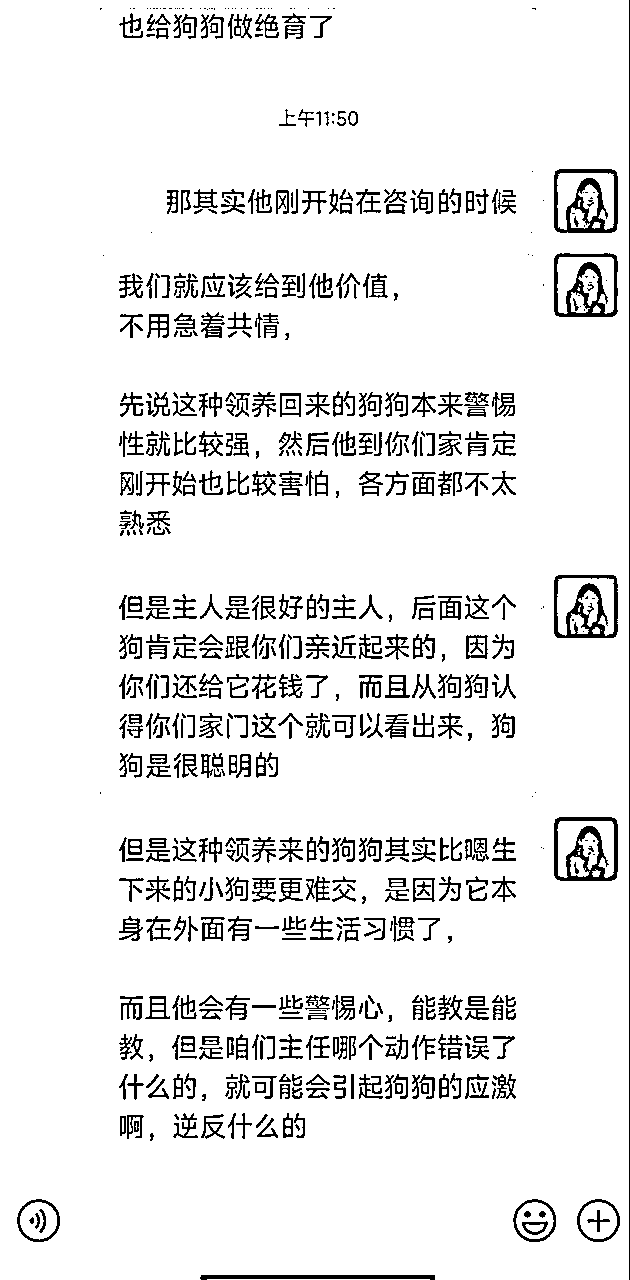 也给狗狗做绝育了
上午11:50
那其实他刚开始在咨询的时候
我们就应该给到他价值，
不用急着共情，
先说这种领养回来的狗狗本来警惕
性就比较强，然后他到你们家肯定
刚开始也比较害怕，各方面都不太
熟悉
但是主人是很好的主人，后面这个
狗肯定会跟你们亲近起来的，因为
你们还给它花钱了，而且从狗狗认
得你们家门这个就可以看出来，狗
狗是很聪明的
但是这种领养来的狗狗其实比嗯生
下来的小狗要更难交，是因为它本
身在外面有一些生活习惯了，
而且他会有一些警惕心，能教是能
教，但是咱们主任哪个动作错误了
什么的，就可能会引起狗狗的应激
啊，逆反什么的